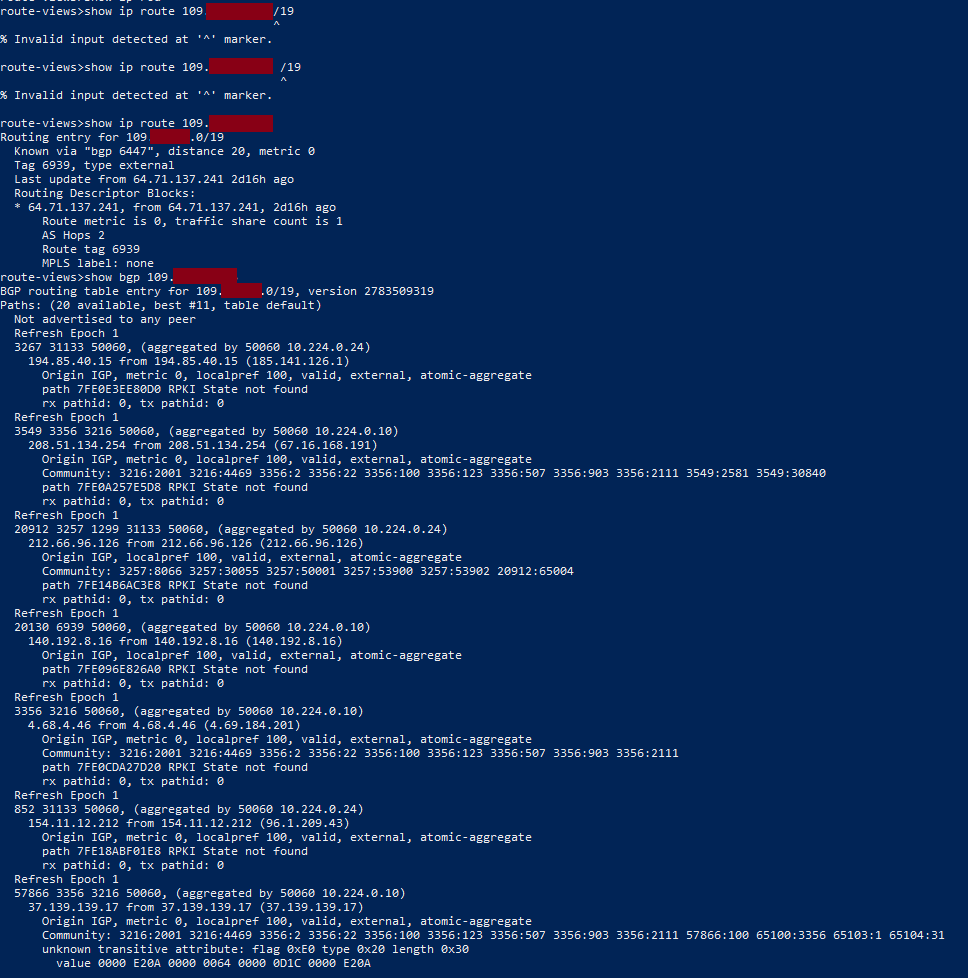 route-views>show ip route 109. /19
^
% Invalid input detected at '^' marker.
route-views>show ip route 109. /19
^
% Invalid input detected at '^' marker.
route-views>show ip route 109.
Routing entry for 109. .0/19
Known via "bgp 6447", distance 20, metric 0
Tag 6939, type external
Last update from 64.71.137.241 2d16h ago
Routing Descriptor Blocks:
* 64.71.137.241, from 64.71.137.241, 2d16h ago
Route metric is 0, traffic share count is 1
AS Hops 2
Route tag 6939
MPLS label: none
route-views>show bgp 109.
BGP routing table entry for 109. .0/19, version 2783509319
Paths: (20 available, best #11, table default)
Not advertised to any peer
Refresh Epoch 1
3267 31133 50060, (aggregated by 50060 10.224.0.24)
194.85.40.15 from 194.85.40.15 (185.141.126.1)
Origin IGP, metric 0, localpref 100, valid, external, atomic-aggregate
path 7FE0E3EE80D0 RPKI State not found
rx pathid: 0, tx pathid: 0
Refresh Epoch 1
3549 3356 3216 50060, (aggregated by 50060 10.224.0.10)
208.51.134.254 from 208.51.134.254 (67.16.168.191)
Origin IGP, metric 0, localpref 100, valid, external, atomic-aggregate
Community: 3216:2001 3216:4469 3356:2 3356:22 3356:100 3356:123 3356:507 3356:903 3356:2111 3549:2581 3549:30840
path 7FE0A257E5D8 RPKI State not found
rx pathid: 0, tx pathid: 0
Refresh Epoch 1
20912 3257 1299 31133 50060, (aggregated by 50060 10.224.0.24)
212.66.96.126 from 212.66.96.126 (212.66.96.126)
Origin IGP, localpref 100, valid, external, atomic-aggregate
Community: 3257:8066 3257:30055 3257:50001 3257:53900 3257:53902 20912:65004
path 7FE14B6AC3E8 RPKI State not found
rx pathid: 0, tx pathid: 0
Refresh Epoch 1
20130 6939 50060, (aggregated by 50060 10.224.0.10)
140.192.8.16 from 140.192.8.16 (140.192.8.16)
Origin IGP, localpref 100, valid, external, atomic-aggregate
path 7FE096E826A0 RPKI State not found
rx pathid: 0, tx pathid: 0
Refresh Epoch 1
3356 3216 50060, (aggregated by 50060 10.224.0.10)
4.68.4.46 from 4.68.4.46 (4.69.184.201)
Origin IGP, metric 0, localpref 100, valid, external, atomic-aggregate
Community: 3216:2001 3216:4469 3356:2 3356:22 3356:100 3356:123 3356:507 3356:903 3356:2111
path 7FE0CDA27D20 RPKI State not found
rx pathid: 0, tx pathid: 0
Refresh Epoch 1
852 31133 50060, (aggregated by 50060 10.224.0.24)
154.11.12.212 from 154.11.12.212 (96.1.209.43)
Origin IGP, metric 0, localpref 100, valid, external, atomic-aggregate
path 7FE18ABF01E8 RPKI State not found
rx pathid: 0, tx pathid: 0
Refresh Epoch 1
57866 3356 3216 50060, (aggregated by 50060 10.224.0.10)
37.139.139.17 from 37.139.139.17 (37.139.139.17)
Origin IGP, metric 0, localpref 100, valid, external, atomic-aggregate
Community: 3216:2001 3216:4469 3356:2 3356:22 3356:100 3356:123 3356:507 3356:903 3356:2111 57866:100 65100:3356 65103:1 65104:31
unknown transitive attribute: flag 0xE0 type 0x20 length 0x30
value 0000 E20A 0000 0064 0000 0D1C 0000 E20A